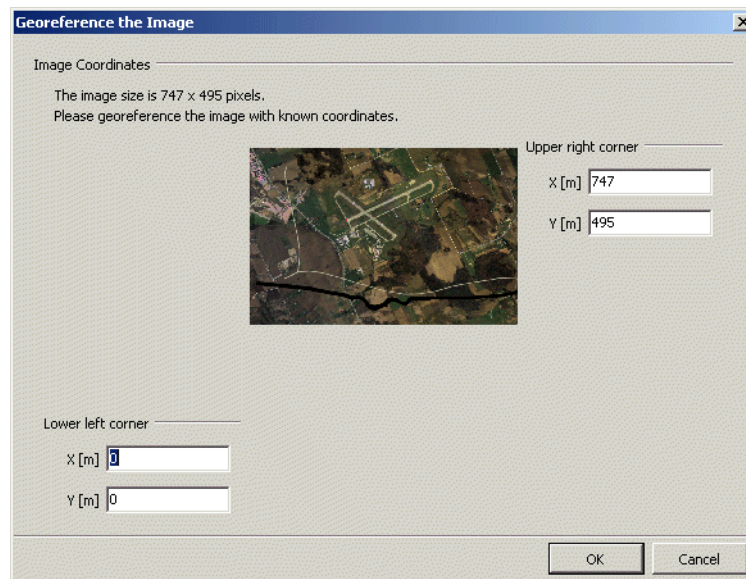 Georeference the Image
Image Coordinates
The image size is 747 x 495 pixels.
Please georeference the image with known coordinates.
Upper right corner
X [m] 747
Y [m] 495
Lower left corner
X [m] 0
Y [m] 0
OK Cancel